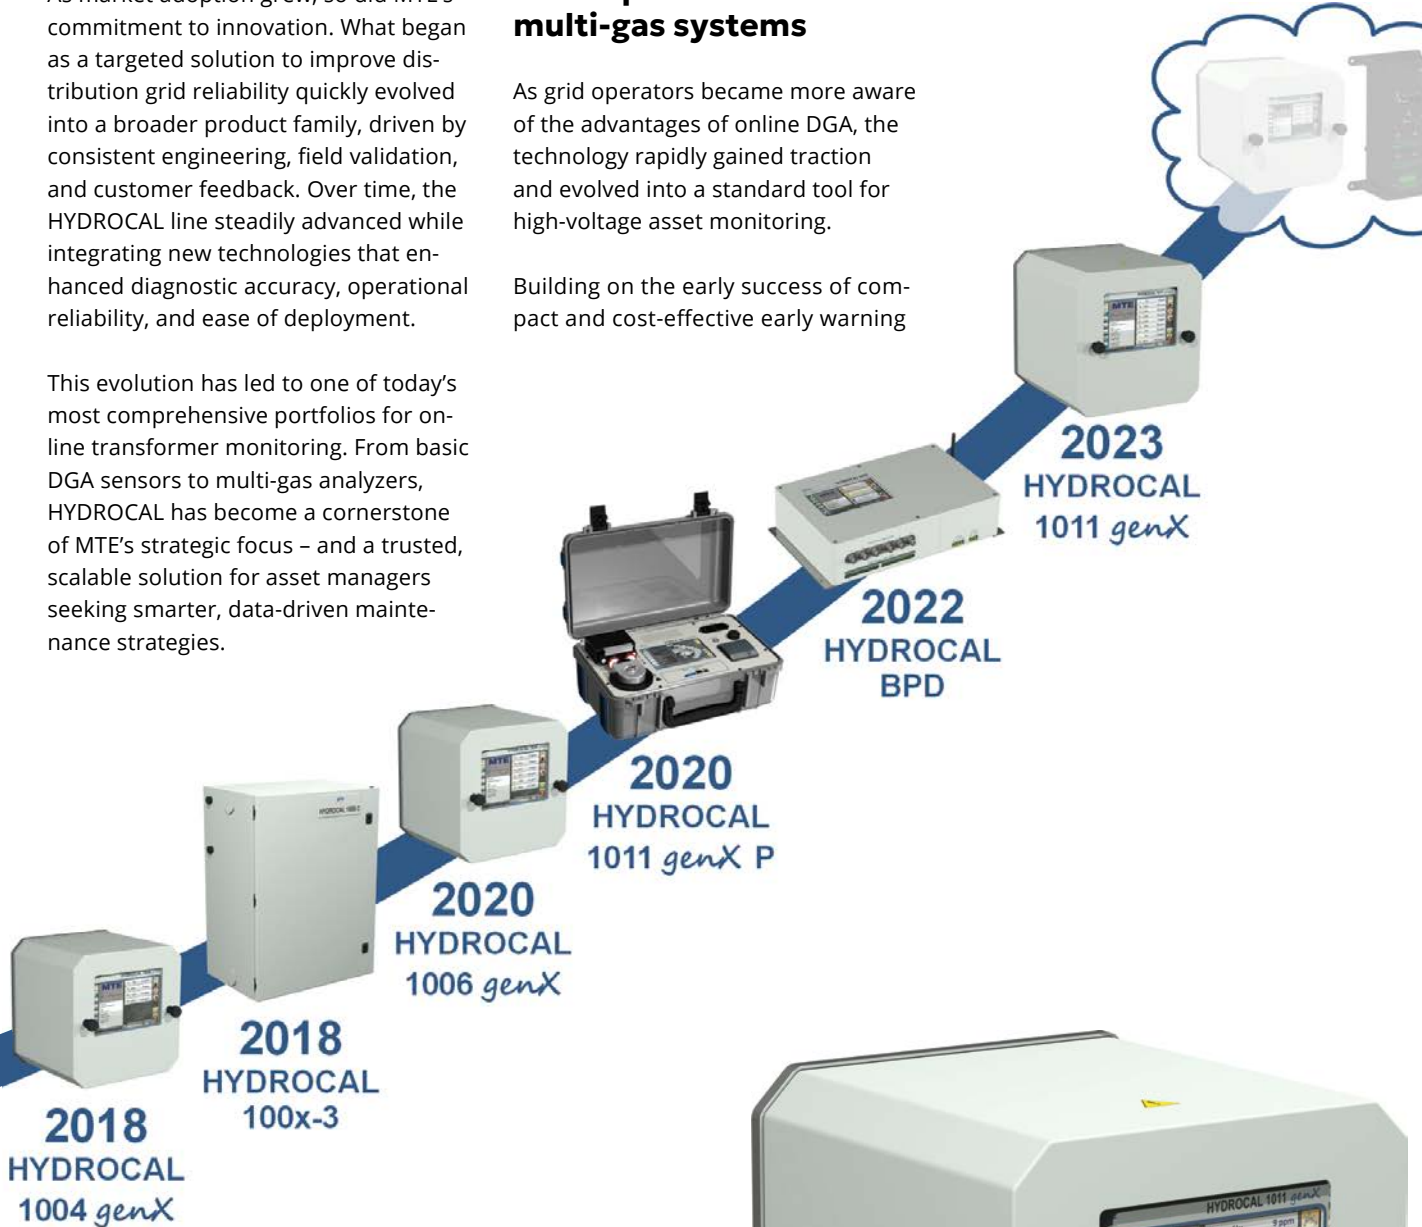 commitment to innovation. What began
as a targeted solution to improve dis-
tribution grid reliability quickly evolved
into a broader product family, driven by
consistent engineering, field validation,
and customer feedback. Over time, the
HYDROCAL line steadily advanced while
integrating new technologies that en-
hanced diagnostic accuracy, operational
reliability, and ease of deployment.
This evolution has led to one of today’s
most comprehensive portfolios for on-
line transformer monitoring. From basic
DGA sensors to multi-gas analyzers,
HYDROCAL has become a cornerstone
of MTE’s strategic focus – and a trusted,
scalable solution for asset managers
seeking smarter, data-driven mainte-
nance strategies.
multi-gas systems
As grid operators became more aware
of the advantages of online DGA, the
technology rapidly gained traction
and evolved into a standard tool for
high-voltage asset monitoring.
Building on the early success of com-
pact and cost-effective early warning
MTE
2023
HYDROCAL
1011 genX
2022
HYDROCAL
BPD
2020
HYDROCAL
1011 genX P
MTE
2020
HYDROCAL
1006 genX
2018
HYDROCAL
100x-3
MTE
2018
HYDROCAL
1004 genX
HYDROCAL 1011 genX
9 ppm